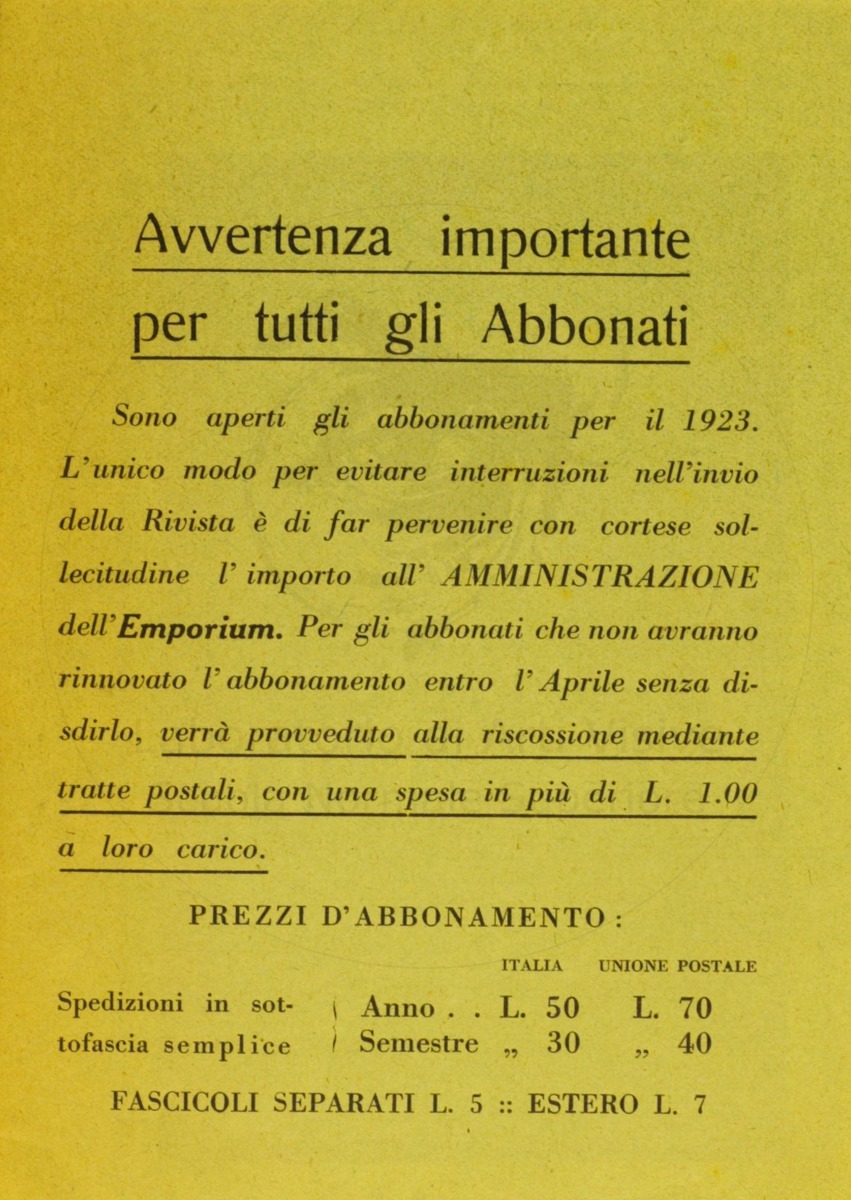 Avvertenza importante
per tutti gli Abbonati
Sono aperti gli abbonamenti per il 1923.
L'unico modo per evitare interruzioni nell'invio
della Rivista è di far pervenire con cortese sol-
lecitudine l' importo all' AMMINISTRAZIONE
dell'Emporium. Per gli abbonati che non avranno
rinnovato l' abbonamento entro l' Aprile senza di-
sdirlo, verrà provveduto alla riscossione mediante
tratte postali, con una spesa in più di L. 1.00
a loro carico.
PREZZI D'ABBONAMENTO :
ITALIA UNIONE POSTALE
Spedizioni in sot- Anno . . L. 50 L. 70
tofascia semplice Semestre „ 30 „ 40
FASCICOLI SEPARATI L. 5 :: ESTERO L. 7